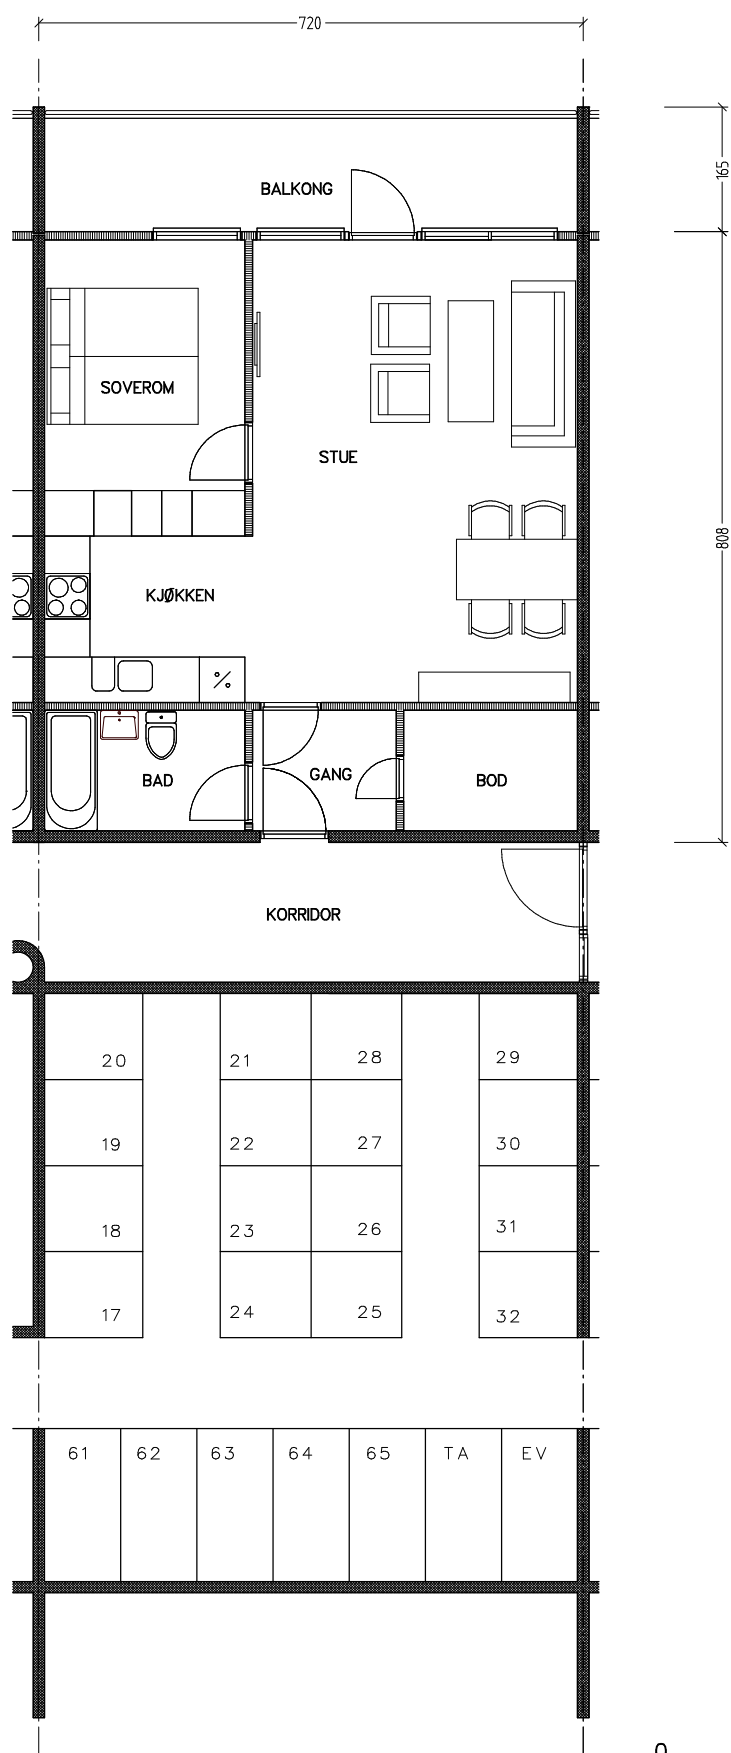 720
BALKONG
165
SOVEROM
STUE
808
KJØKKEN
%
BAD
GANG
BOD
KORRIDOR
20 21 28 29
19 22 27 30
18 23 26 31
17 24 25 32
61 62 63 64 65 TA EV
0